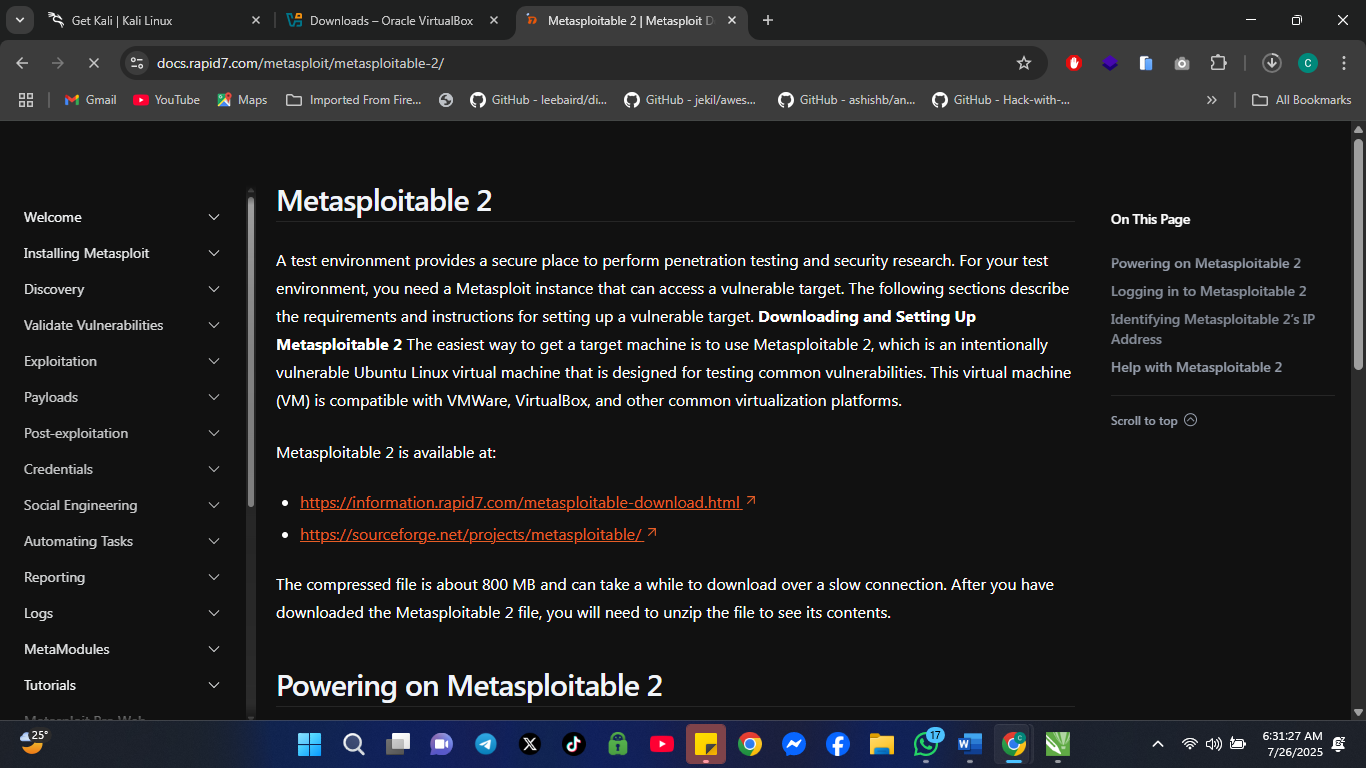 Get Kali | Kali Linux
Downloads – Oracle VirtualBox
Metasploitable 2 | Metasploit D
docs.rapid7.com/metasploit/metasploitable-2/
C
Gmail
YouTube
Maps
Imported From Fire...
GitHub - leebaird/di...
GitHub - jekil/awes...
GitHub - ashishb/an...
GitHub - Hack-with-...
All Bookmarks
Welcome
Installing Metasploit
Discovery
Validate Vulnerabilities
Exploitation
Payloads
Post-exploitation
Credentials
Social Engineering
Automating Tasks
Reporting
Logs
MetaModules
Tutorials
Metasploit Pro Web
Metasploitable 2
A test environment provides a secure place to perform penetration testing and security research. For your test
environment, you need a Metasploit instance that can access a vulnerable target. The following sections describe
the requirements and instructions for setting up a vulnerable target. Downloading and Setting Up
Metasploitable 2 The easiest way to get a target machine is to use Metasploitable 2, which is an intentionally
vulnerable Ubuntu Linux virtual machine that is designed for testing common vulnerabilities. This virtual machine
(VM) is compatible with VMWare, VirtualBox, and other common virtualization platforms.
Metasploitable 2 is available at:
https://information.rapid7.com/metasploitable-download.html
https://sourceforge.net/projects/metasploitable/
The compressed file is about 800 MB and can take a while to download over a slow connection. After you have
downloaded the Metasploitable 2 file, you will need to unzip the file to see its contents.
Powering on Metasploitable 2
On This Page
Powering on Metasploitable 2
Logging in to Metasploitable 2
Identifying Metasploitable 2's IP
Address
Help with Metasploitable 2
Scroll to top
25°
17
6:31:27 AM
7/26/2025